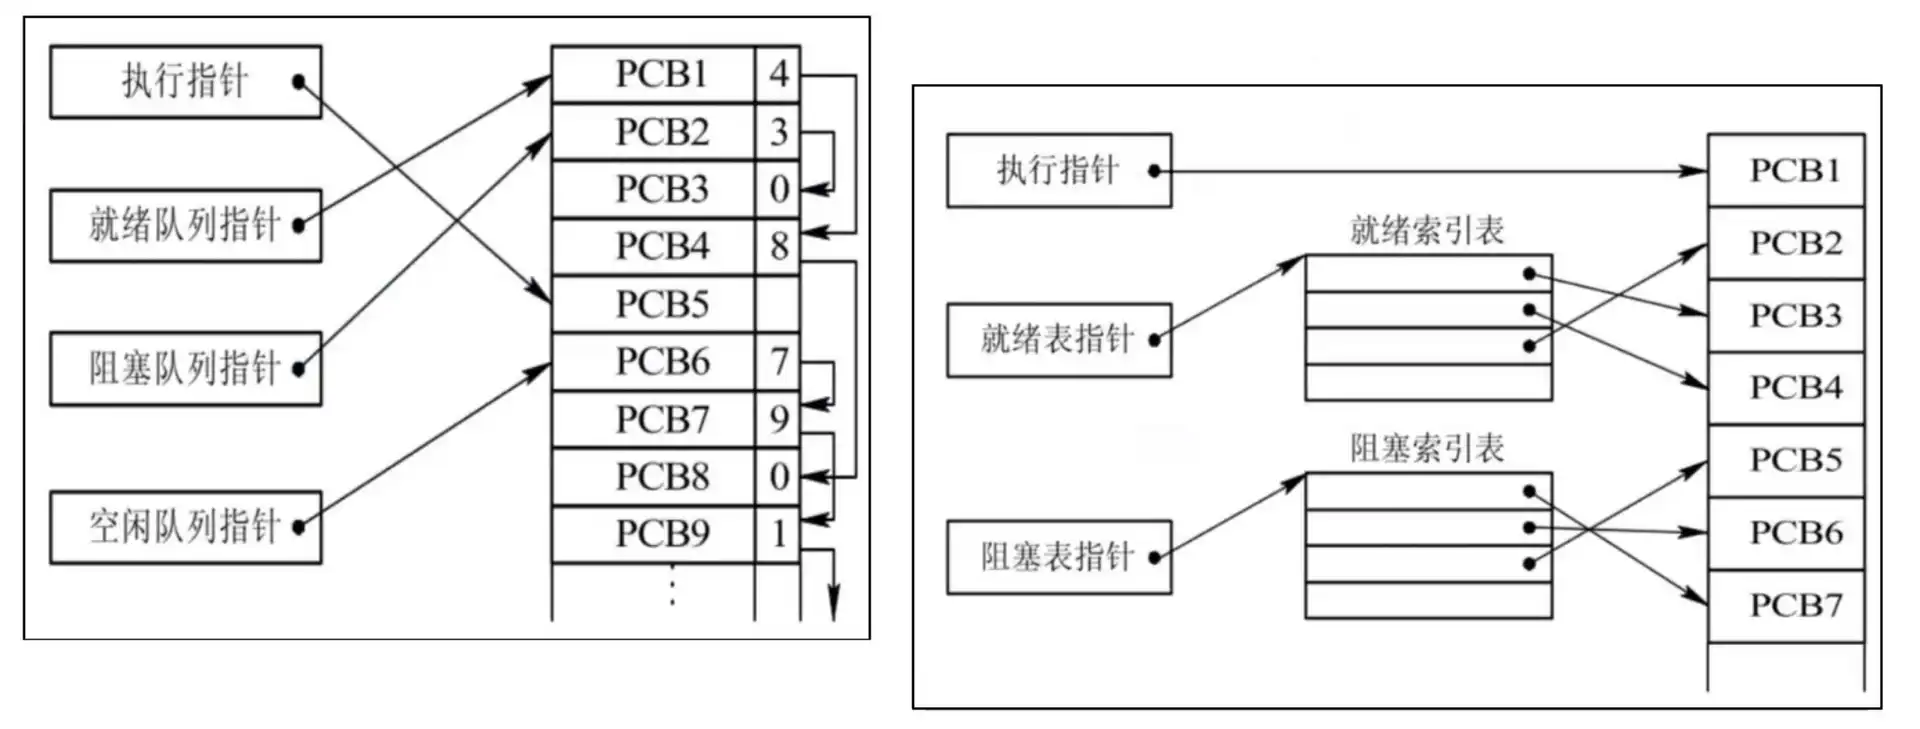 执行指针
就绪队列指针
阻塞队列指针
空闲队列指针
PCB1 4
PCB2 3
PCB3 0
PCB4 8
PCB5
PCB6 7
PCB7 9
PCB8 0
PCB9 1
执行指针
就绪表指针
阻塞表指针
就绪索引表
阻塞索引表
PCB1
PCB2
PCB3
PCB4
PCB5
PCB6
PCB7